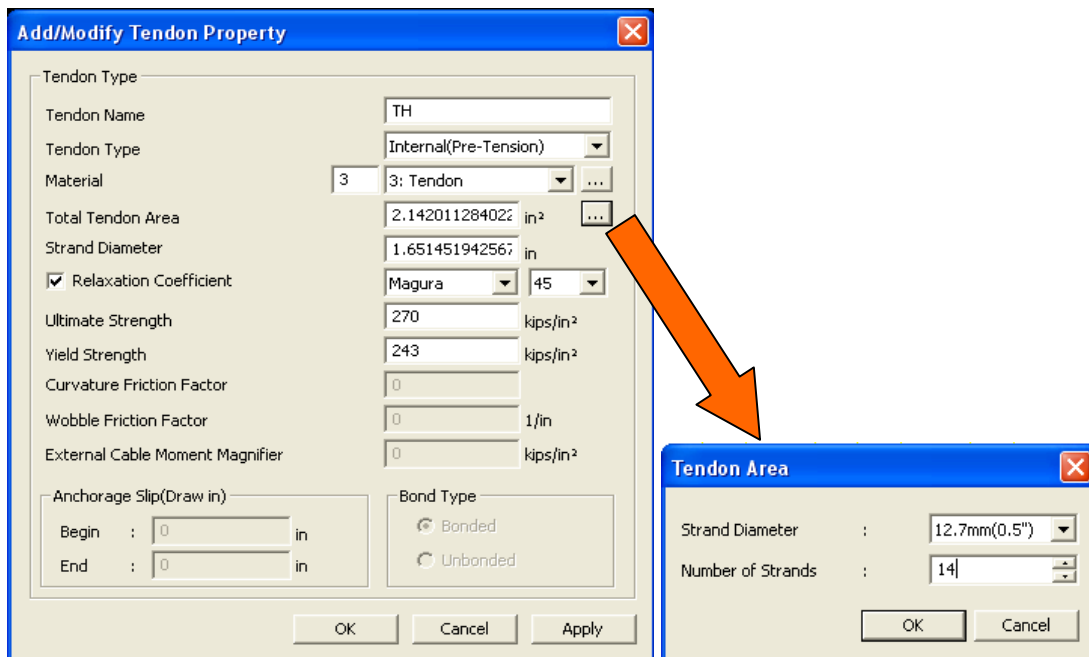 Add/Modify Tendon Property
Tendon Type
Tendon Name TH
Tendon Type Internal(Pre-Tension)
Material 3 3: Tendon ...
Total Tendon Area 2.142011284022 in² ...
Strand Diameter 1.651451942567 in
Relaxation Coefficient Magura 45
Ultimate Strength 270 kips/in²
Yield Strength 243 kips/in²
Curvature Friction Factor 0
Wobble Friction Factor 0 1/in
External Cable Moment Magnifier 0 kips/in²
Anchorage Slip(Draw in)
Begin : 0 in
End : 0 in
Bond Type
Bonded
Unbonded
OK Cancel Apply
Tendon Area
Strand Diameter : 12.7mm(0.5")
Number of Strands : 14
OK Cancel